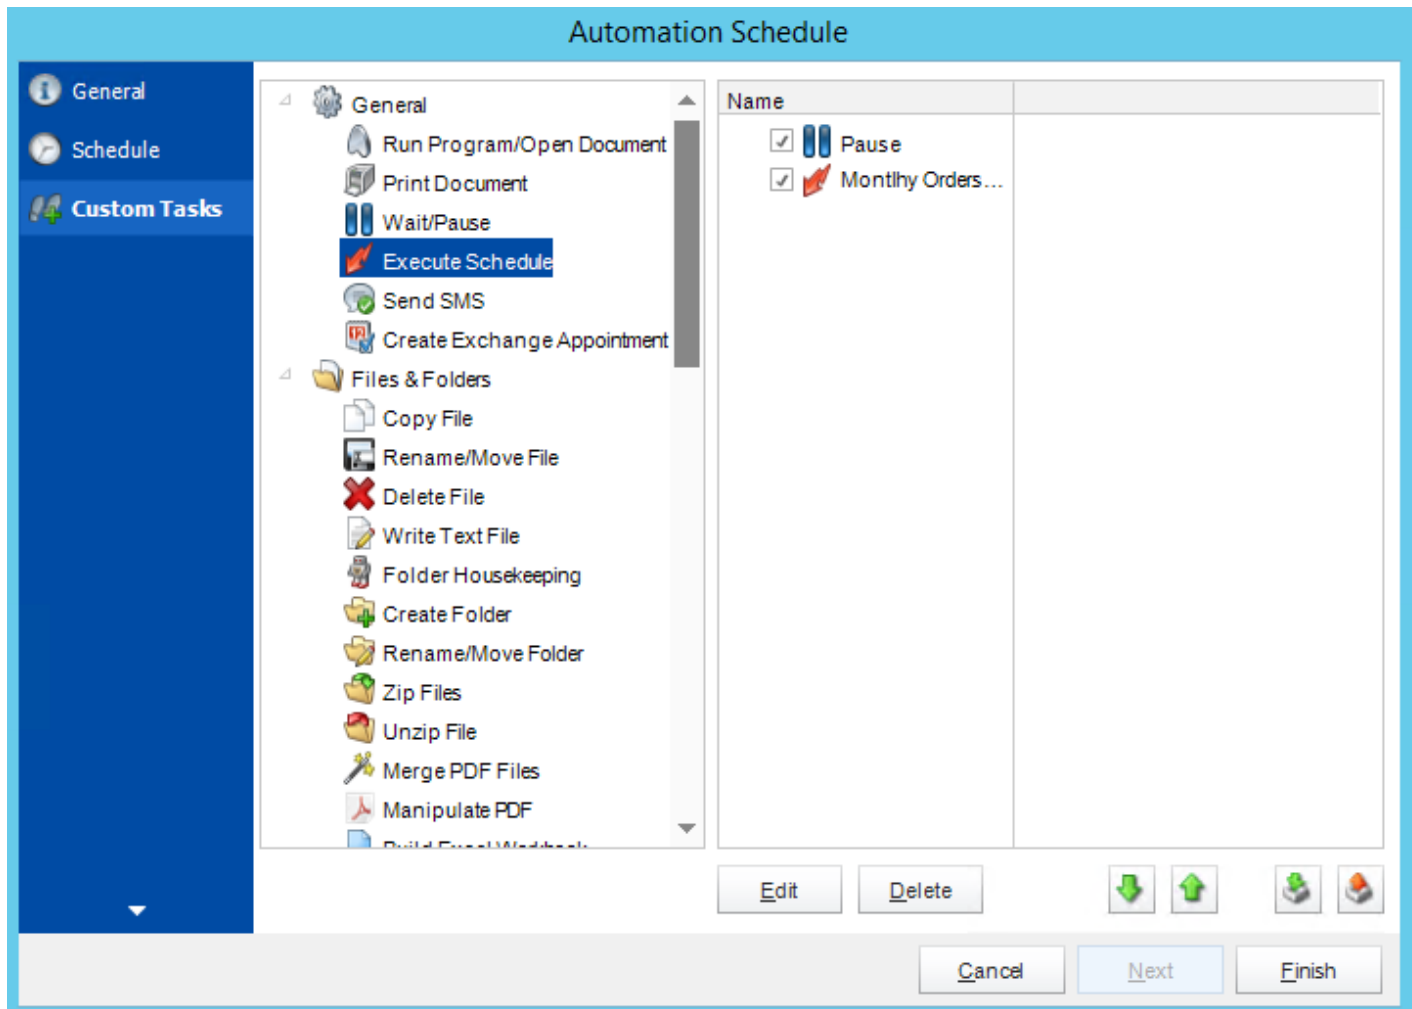 Automation Schedule
General
Schedule
Custom Tasks
General
Run Program/Open Document
Print Document
Wait/Pause
Execute Schedule
Send SMS
Create Exchange Appointment
Files & Folders
Copy File
Rename/Move File
Delete File
Write Text File
Folder Housekeeping
Create Folder
Rename/Move Folder
Zip Files
Unzip File
Merge PDF Files
Manipulate PDF
Build Excel Workbook
Name
Pause
Montlhy Orders...
Edit
Delete
Cancel
Next
Finish